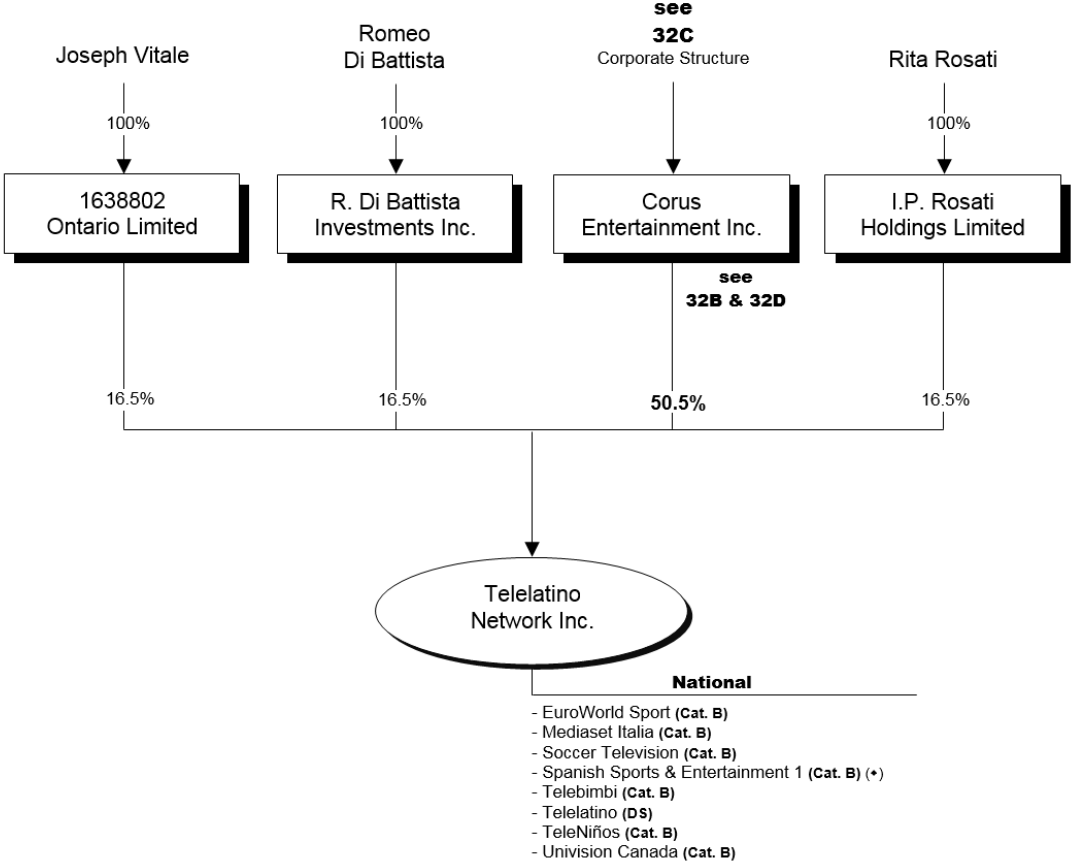 Joseph Vitale
Romeo
Di Battista
see
32C
Corporate Structure
Rita Rosati
100%
100%
100%
1638802
Ontario Limited
R. Di Battista
Investments Inc.
Corus
Entertainment Inc.
I.P. Rosati
Holdings Limited
see
32B & 32D
16.5%
16.5%
50.5%
16.5%
Telelatino
Network Inc.
National
- EuroWorld Sport (Cat. B)
- Mediaset Italia (Cat. B)
- Soccer Television (Cat. B)
- Spanish Sports & Entertainment 1 (Cat. B) (♦)
- Telebimbi (Cat. B)
- Telelatino (DS)
- TeleNiños (Cat. B)
- Univision Canada (Cat. B)